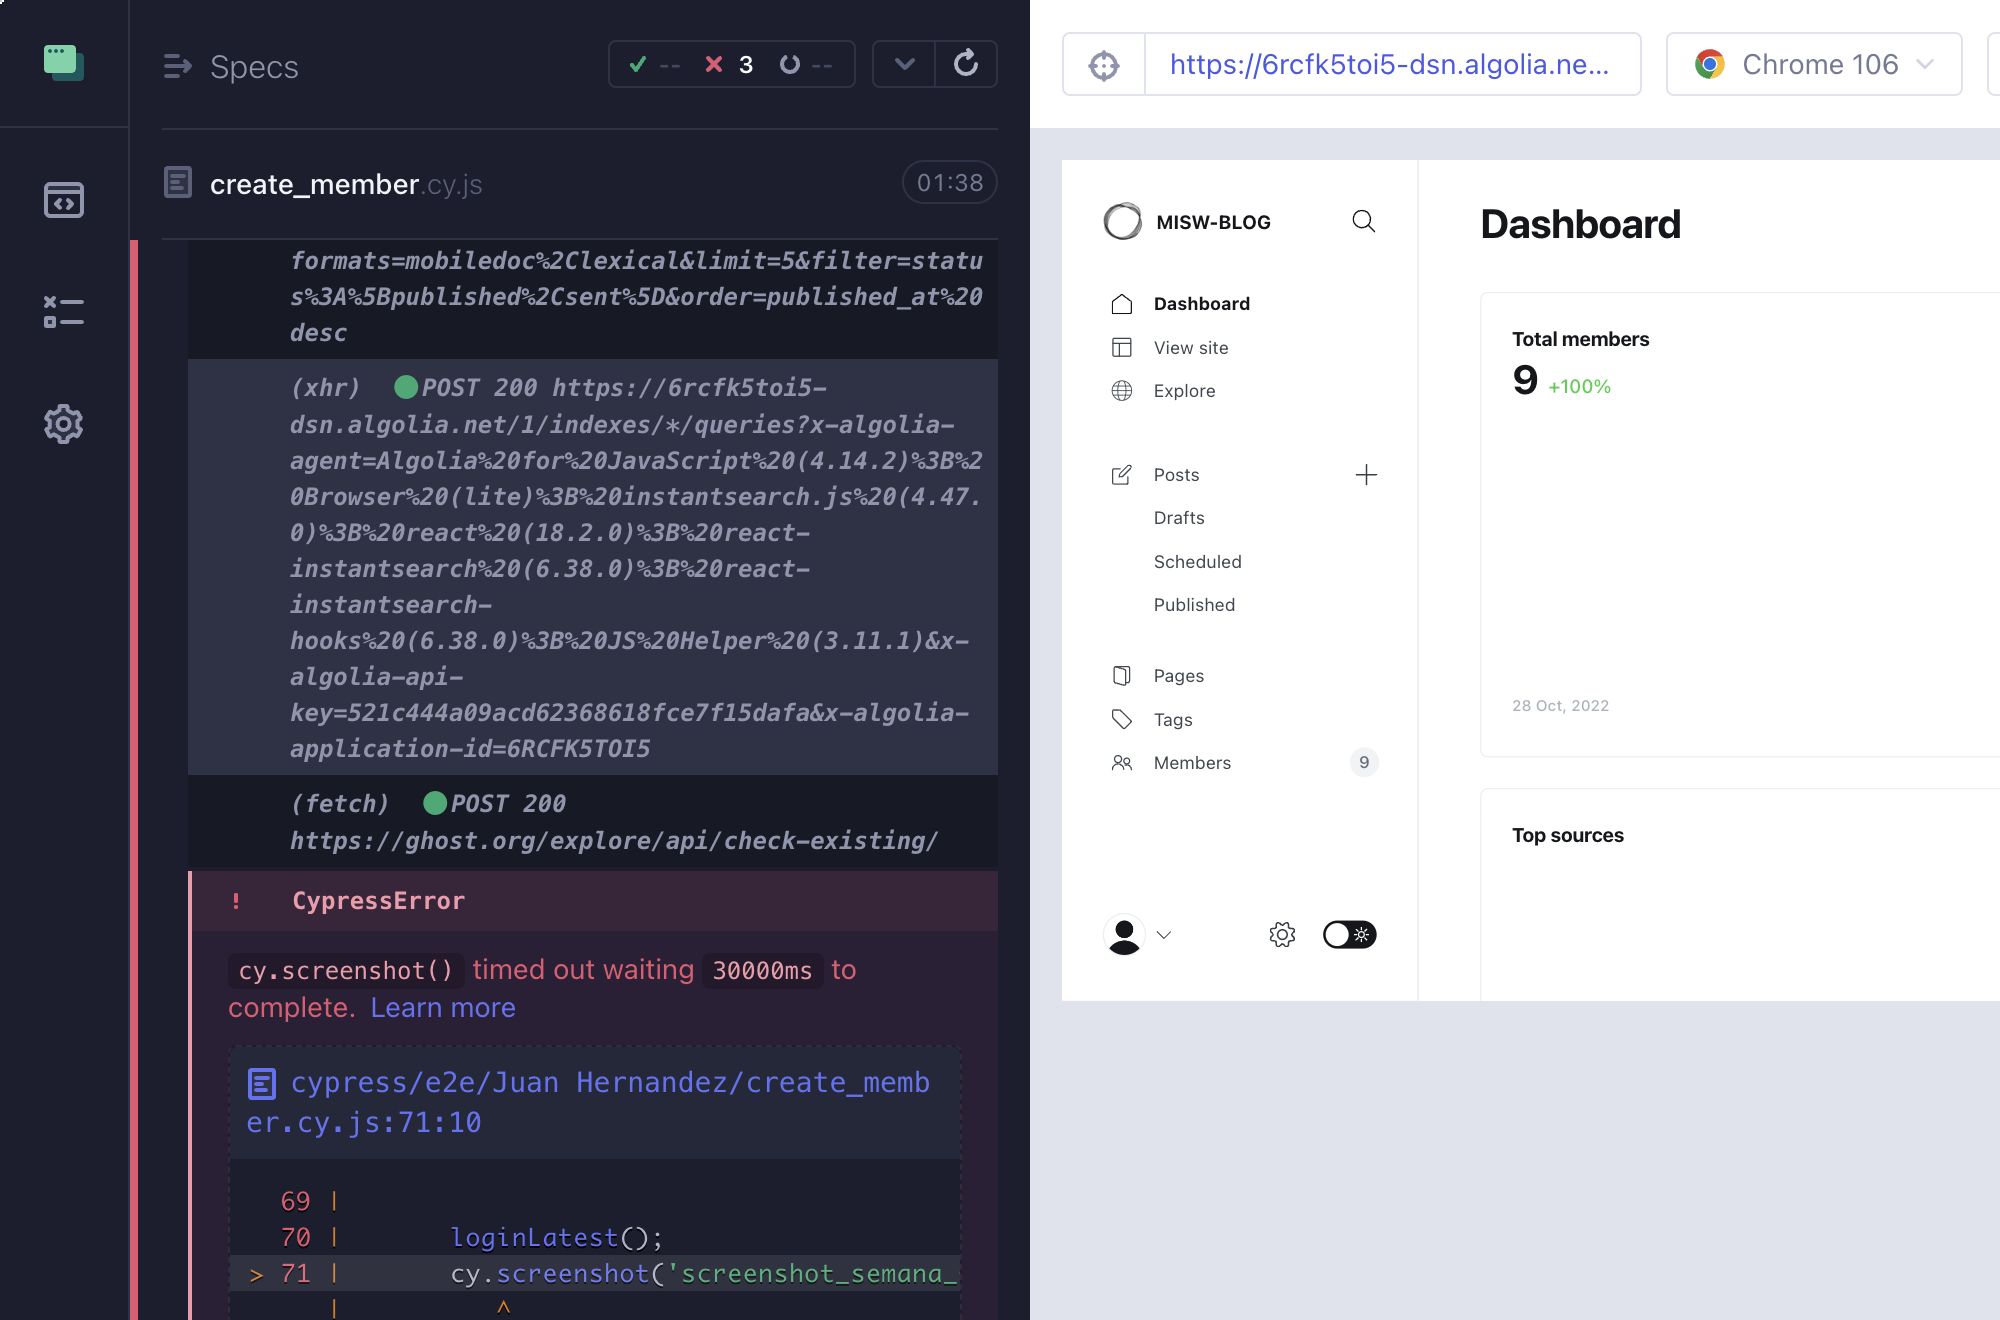 Specs
-- 3 --
create_member.cy.js
01:38
formats=mobiledoc%2Clexical&limit=5&filter=statu
s%3A%5Bpublished%2Csent%5D&order=published_at%20
desc
(xhr) POST 200 https://6rcfk5toi5-
dsn.algolia.net/1/indexes/*/queries?x-algolia-
agent=Algolia%20for%20JavaScript%20(4.14.2)%3B%2
0Browser%20(lite)%3B%20instantsearch.js%20(4.47.
0)%3B%20react%20(18.2.0)%3B%20react-
instantsearch%20(6.38.0)%3B%20react-
instantsearch-
hooks%20(6.38.0)%3B%20JS%20Helper%20(3.11.1)&x-
algolia-api-
key=521c444a09acd62368618fce7f15dafa&x-algolia-
application-id=6RCFK5TOI5
(fetch) POST 200
https://ghost.org/explore/api/check-existing/
! CypressError
cy.screenshot() timed out waiting 30000ms to
complete. Learn more
cypress/e2e/Juan Hernandez/create_memb
er.cy.js:71:10
69 |
70 | loginLatest();
> 71 | cy.screenshot('screenshot_semana_
| ^
https://6rcfk5toi5-dsn.algolia.ne...
Chrome 106
MISW-BLOG
Dashboard
View site
Explore
Posts
Drafts
Scheduled
Published
Pages
Tags
Members 9
Dashboard
Total members
9 +100%
28 Oct, 2022
Top sources